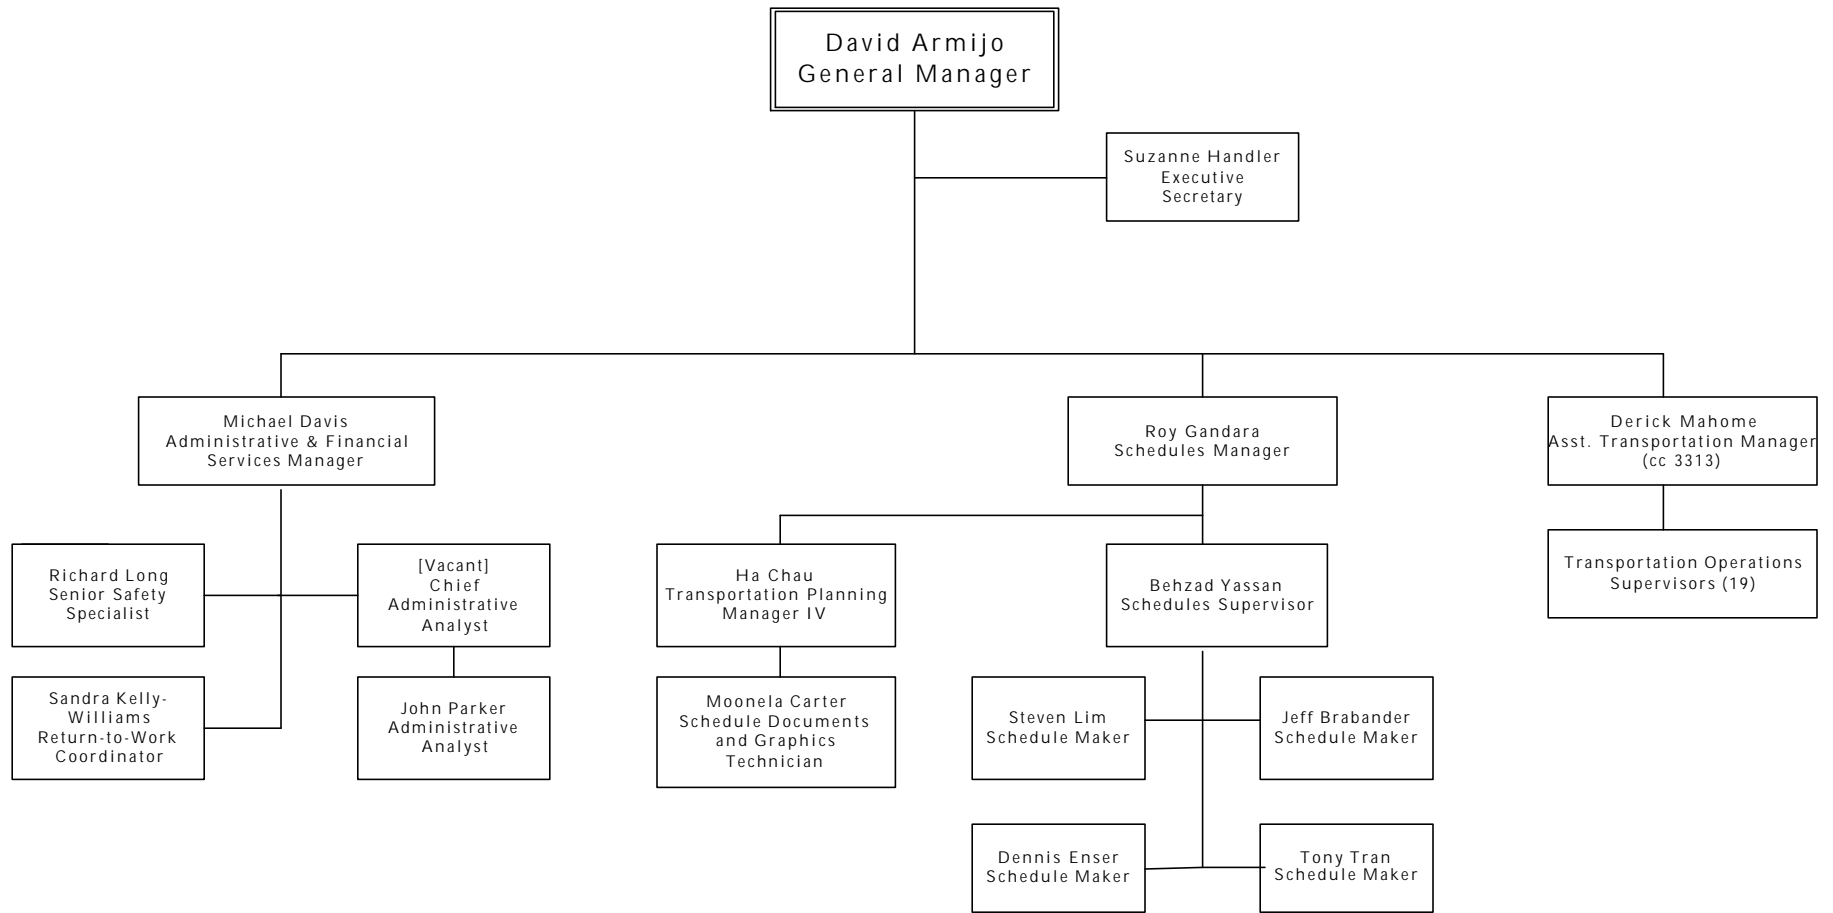 David Armijo
General Manager
Suzanne Handler
Executive
Secretary
Michael Davis
Administrative & Financial
Services Manager
Roy Gandara
Schedules Manager
Derick Mahome
Asst. Transportation Manager
(cc 3313)
Richard Long
Senior Safety
Specialist
[Vacant]
Chief
Administrative
Analyst
Ha Chau
Transportation Planning
Manager IV
Behzad Yassan
Schedules Supervisor
Transportation Operations
Supervisors (19)
Sandra Kelly-
Williams
Return-to-Work
Coordinator
John Parker
Administrative
Analyst
Moonela Carter
Schedule Documents
and Graphics
Technician
Steven Lim
Schedule Maker
Jeff Brabander
Schedule Maker
Dennis Enser
Schedule Maker
Tony Tran
Schedule Maker